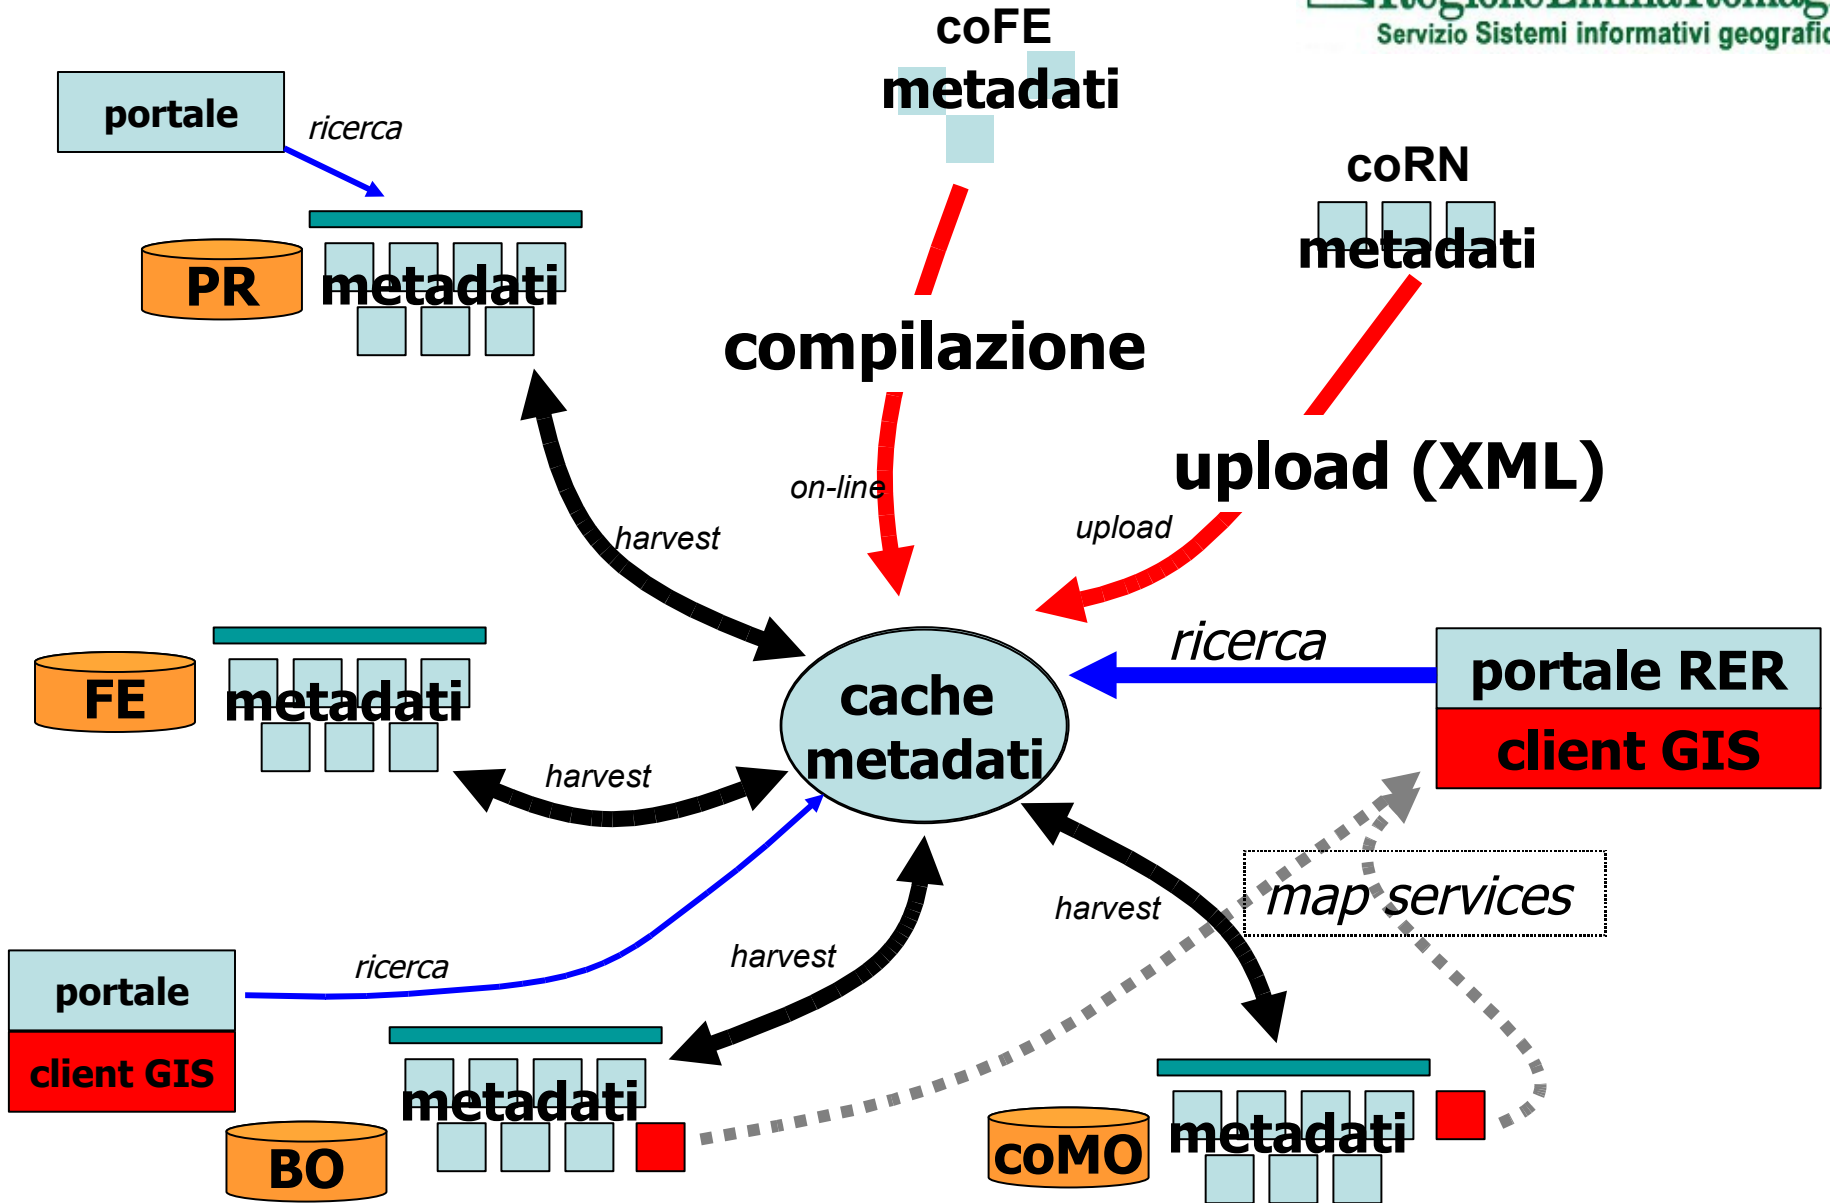 RegioneEmiliaRomag
Servizio Sistemi informativi geografic
coFE
metadati
portale
ricerca
coRN
metadati
PR
metadati
compilazione
on-line
upload (XML)
upload
harvest
FE
metadati
harvest
cache
metadati
ricerca
portale RER
client GIS
map services
harvest
harvest
ricerca
portale
client GIS
BO
metadati
coMO
metadati